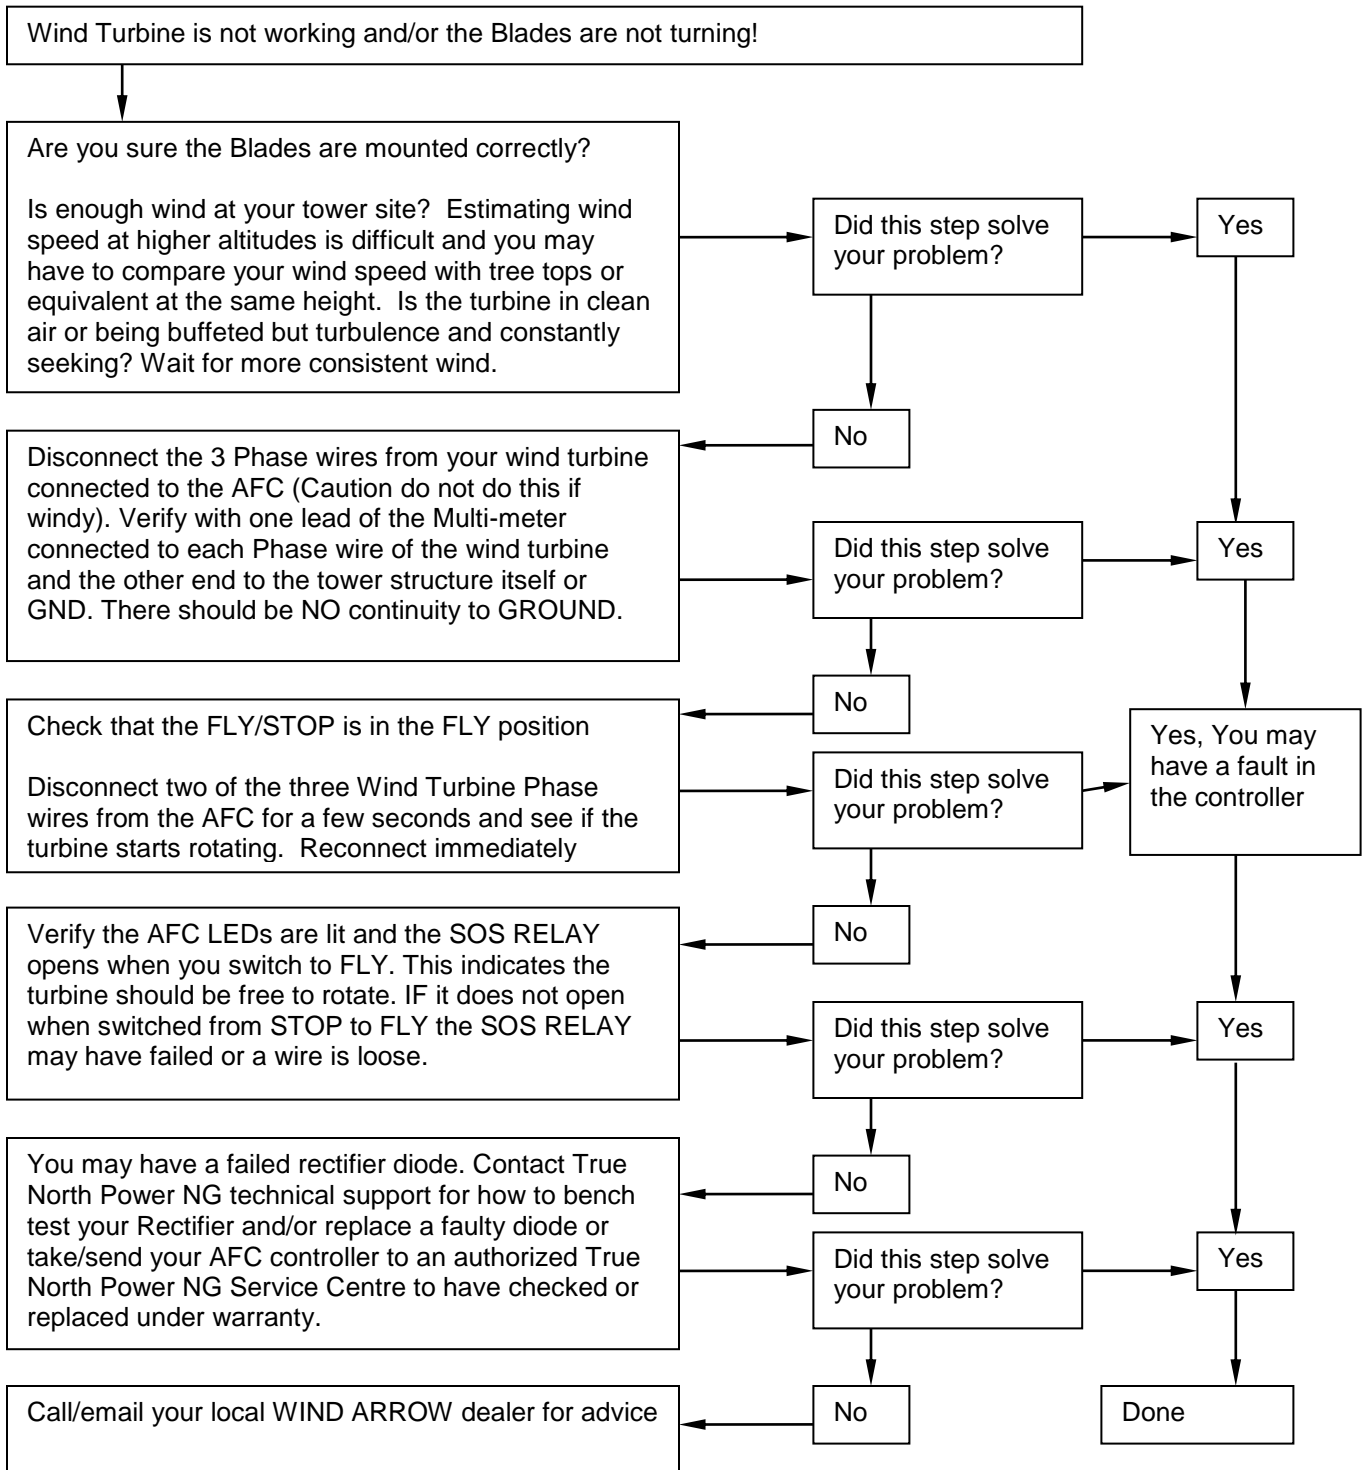 Wind Turbine is not working and/or the Blades are not turning!
Are you sure the Blades are mounted correctly?
Is enough wind at your tower site?  Estimating wind
speed at higher altitudes is difficult and you may
have to compare your wind speed with tree tops or
equivalent at the same height.  Is the turbine in clean
air or being buffeted but turbulence and constantly
seeking? Wait for more consistent wind.
Did this step solve
your problem?
Yes
No
Disconnect the 3 Phase wires from your wind turbine
connected to the AFC (Caution do not do this if
windy). Verify with one lead of the Multi-meter
connected to each Phase wire of the wind turbine
and the other end to the tower structure itself or
GND. There should be NO continuity to GROUND.
Did this step solve
your problem?
Yes
No
Check that the FLY/STOP is in the FLY position
Disconnect two of the three Wind Turbine Phase
wires from the AFC for a few seconds and see if the
turbine starts rotating.  Reconnect immediately
Did this step solve
your problem?
Yes, You may
have a fault in
the controller
No
Verify the AFC LEDs are lit and the SOS RELAY
opens when you switch to FLY. This indicates the
turbine should be free to rotate. IF it does not open
when switched from STOP to FLY the SOS RELAY
may have failed or a wire is loose.
Did this step solve
your problem?
Yes
No
You may have a failed rectifier diode. Contact True
North Power NG technical support for how to bench
test your Rectifier and/or replace a faulty diode or
take/send your AFC controller to an authorized True
North Power NG Service Centre to have checked or
replaced under warranty.
Did this step solve
your problem?
Yes
No
Call/email your local WIND ARROW dealer for advice
Done